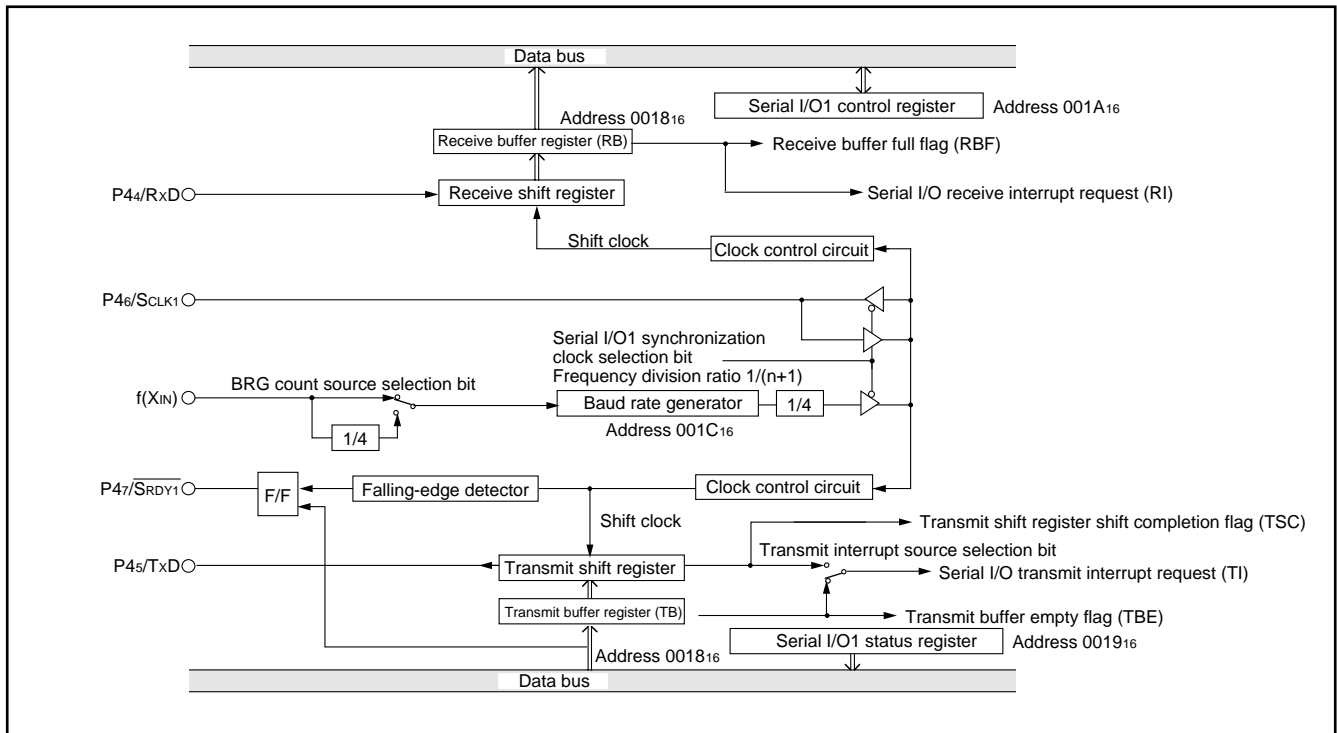 Data bus
Serial I/O1 control register Address 001A16
Address 001816
Receive buffer register (RB)
Receive buffer full flag (RBF)
P44/RXD
Receive shift register
Serial I/O receive interrupt request (RI)
Shift clock
Clock control circuit
P46/SCLK1
Serial I/O1 synchronization
clock selection bit
BRG count source selection bit
Frequency division ratio 1/(n+1)
f(XIN)
Baud rate generator
1/4
1/4
Address 001C16
P47/SRDY1
F/F
Falling-edge detector
Clock control circuit
Shift clock
Transmit shift register shift completion flag (TSC)
Transmit interrupt source selection bit
P45/TXD
Transmit shift register
Serial I/O transmit interrupt request (TI)
Transmit buffer register (TB)
Transmit buffer empty flag (TBE)
Serial I/O1 status register Address 001916
Address 001816
Data bus